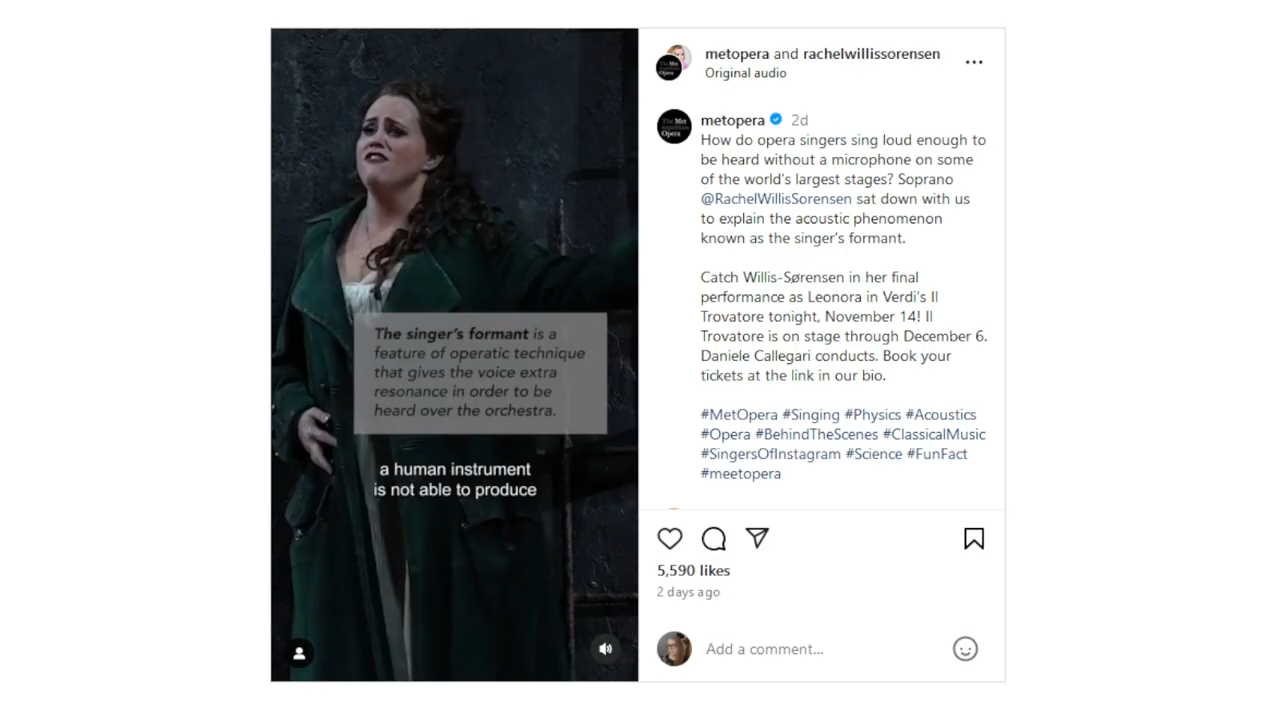 The singer's formant is a
feature of operatic technique
that gives the voice extra
resonance in order to be
heard over the orchestra.
a human instrument
is not able to produce
metopera and rachelwillissorensen
Original audio
metopera 2d
How do opera singers sing loud enough to
be heard without a microphone on some
of the world's largest stages? Soprano
@RachelWillisSorensen sat down with us
to explain the acoustic phenomenon
known as the singer's formant.
Catch Willis-Sørensen in her final
performance as Leonora in Verdi's Il
Trovatore tonight, November 14! Il
Trovatore is on stage through December 6.
Daniele Callegari conducts. Book your
tickets at the link in our bio.
#MetOpera #Singing #Physics #Acoustics
#Opera #BehindTheScenes #ClassicalMusic
#SingersOfInstagram #Science #FunFact
#meetopera
5,590 likes
2 days ago
Add a comment...